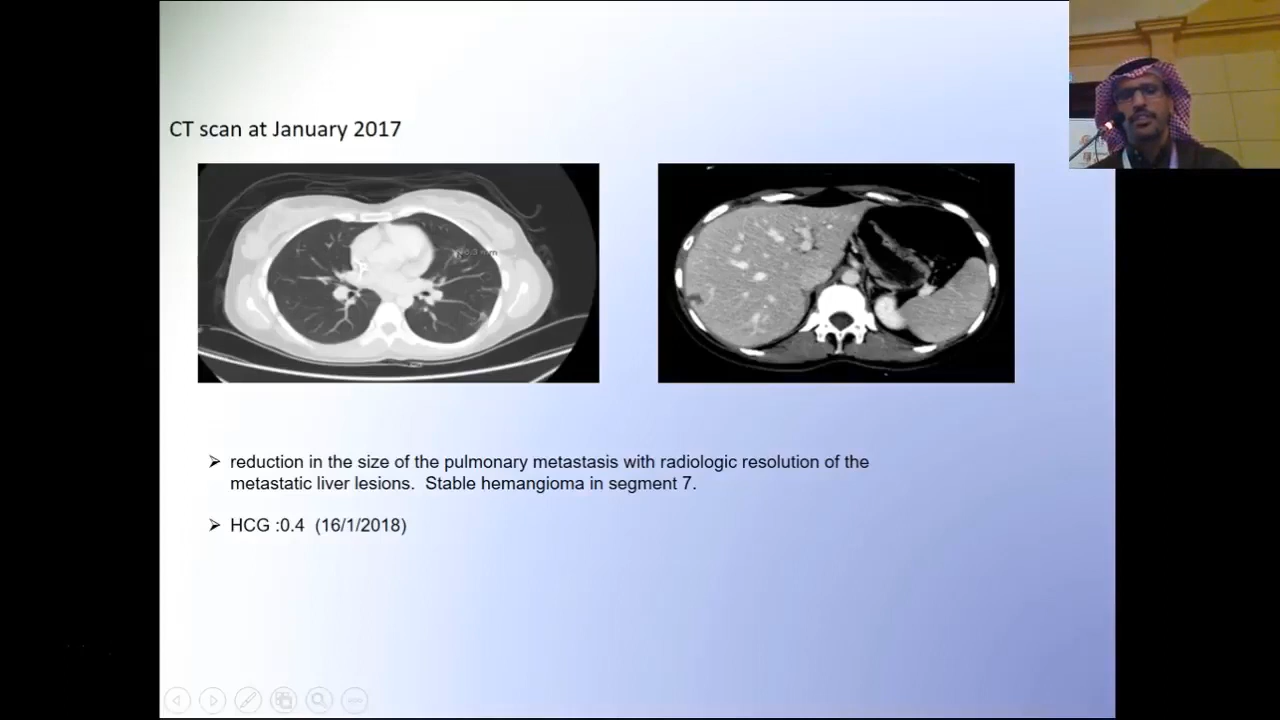 CT scan at January 2017
➢ reduction in the size of the pulmonary metastasis with radiologic resolution of the
metastatic liver lesions.  Stable hemangioma in segment 7.
➢ HCG :0.4  (16/1/2018)